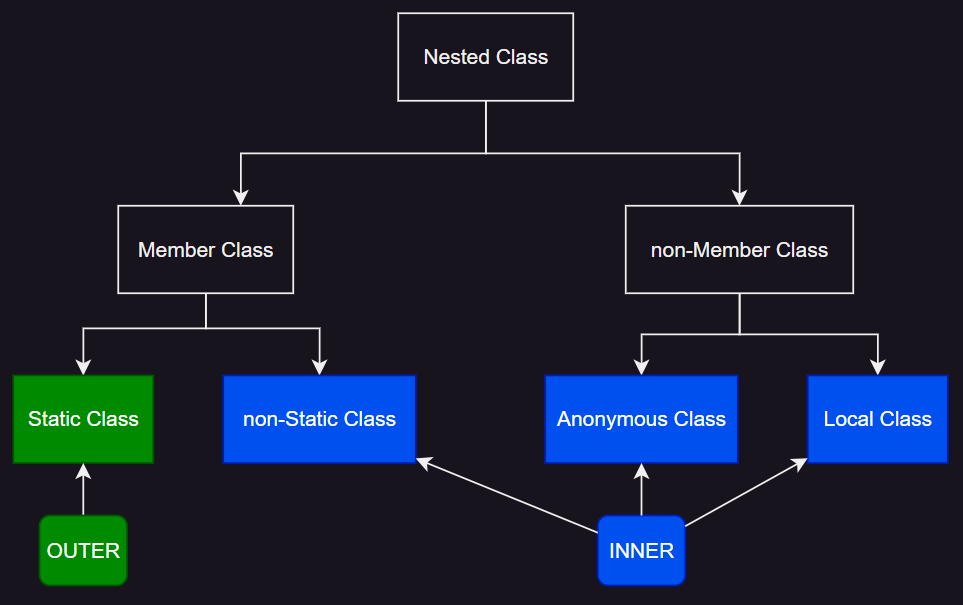 Nested Class
Member Class
non-Member Class
Static Class
non-Static Class
Anonymous Class
Local Class
OUTER
INNER